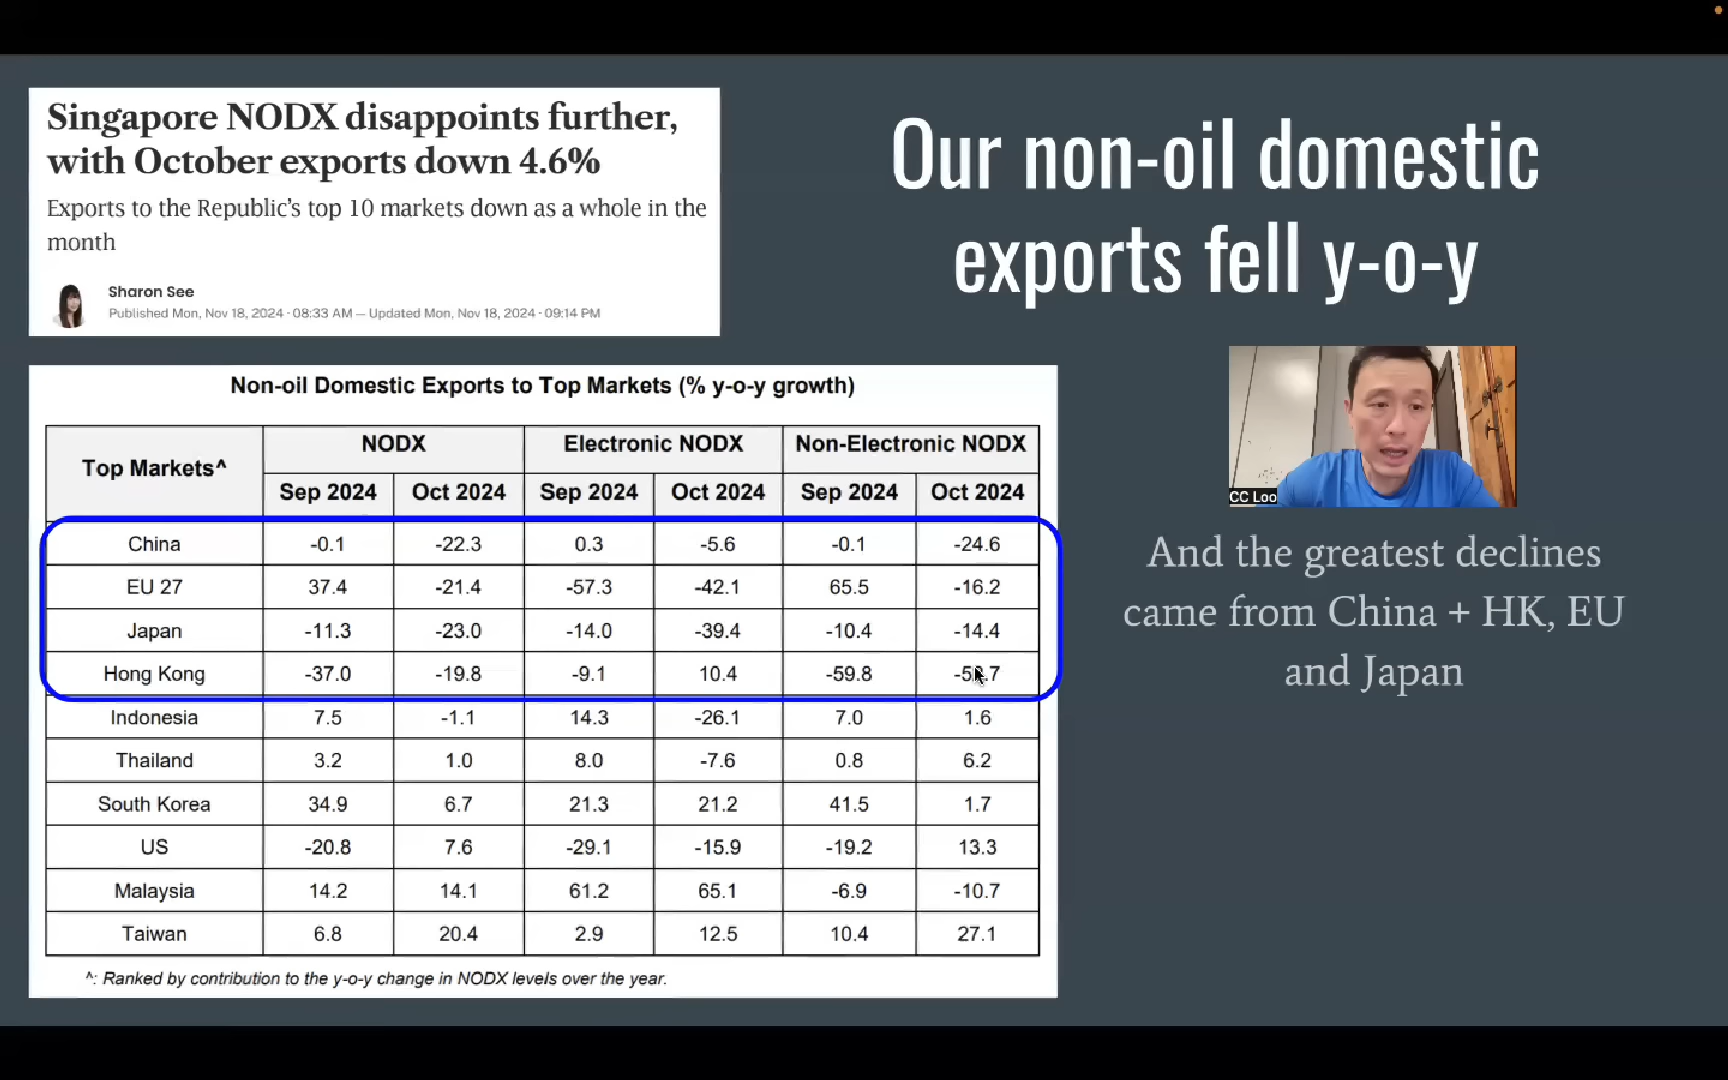 Singapore NODX disappoints further,
with October exports down 4.6%
Exports to the Republic's top 10 markets down as a whole in the
month
Sharon See
Published Mon, Nov 18, 2024 · 08:33 AM — Updated Mon, Nov 18, 2024 · 09:14 PM
Our non-oil domestic
exports fell y-o-y
CC Loo
And the greatest declines
came from China + HK, EU
and Japan
Non-oil Domestic Exports to Top Markets (% y-o-y growth)
Top Markets^ NODX Electronic NODX Non-Electronic NODX
Sep 2024 Oct 2024 Sep 2024 Oct 2024 Sep 2024 Oct 2024
China -0.1 -22.3 0.3 -5.6 -0.1 -24.6
EU 27 37.4 -21.4 -57.3 -42.1 65.5 -16.2
Japan -11.3 -23.0 -14.0 -39.4 -10.4 -14.4
Hong Kong -37.0 -19.8 -9.1 10.4 -59.8
Indonesia 7.5 -1.1 14.3 -26.1 7.0 1.6
Thailand 3.2 1.0 8.0 -7.6 0.8 6.2
South Korea 34.9 6.7 21.3 21.2 41.5 1.7
US -20.8 7.6 -29.1 -15.9 -19.2 13.3
Malaysia 14.2 14.1 61.2 65.1 -6.9 -10.7
Taiwan 6.8 20.4 2.9 12.5 10.4 27.1
^: Ranked by contribution to the y-o-y change in NODX levels over the year.